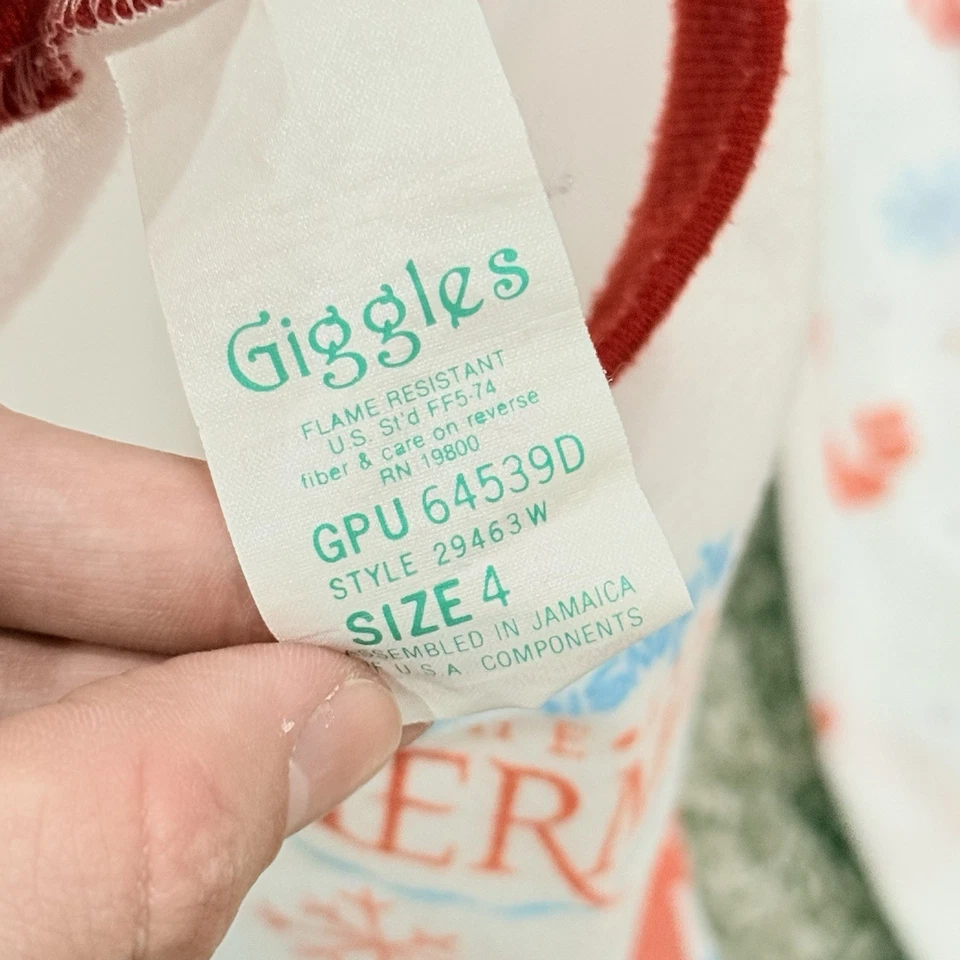 Giggles
FLAME RESISTANT
U.S. St'd FF5-74
fiber & care on reverse
RN 19800
GPU 64539D
STYLE 29463W
SIZE 4
ASSEMBLED IN JAMAICA
OF U.S.A. COMPONENTS